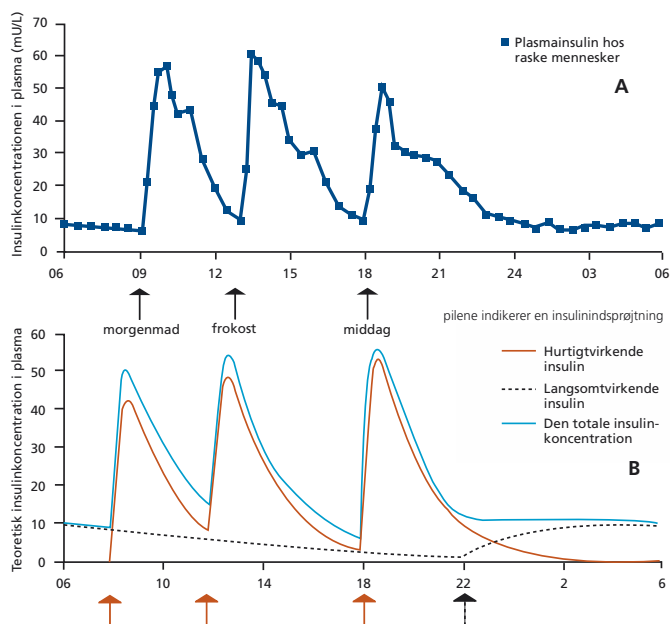 Insulinkoncentrationen i plasma (mU/L)
70
60
50
40
30
20
10
0
Plasmainsulin hos
raske mennesker
A
06 09 12 15 18 21 24 03 06
morgenmad frokost middag
pilene indikerer en insulinindsprøjtning
Teoretisk insulinkoncentration i plasma
60
50
40
30
20
10
0
Hurtigtvirkende
insulin
Langsomtvirkende
insulin
Den totale insulin-
koncentration
B
06 10 14 18 22 2 6